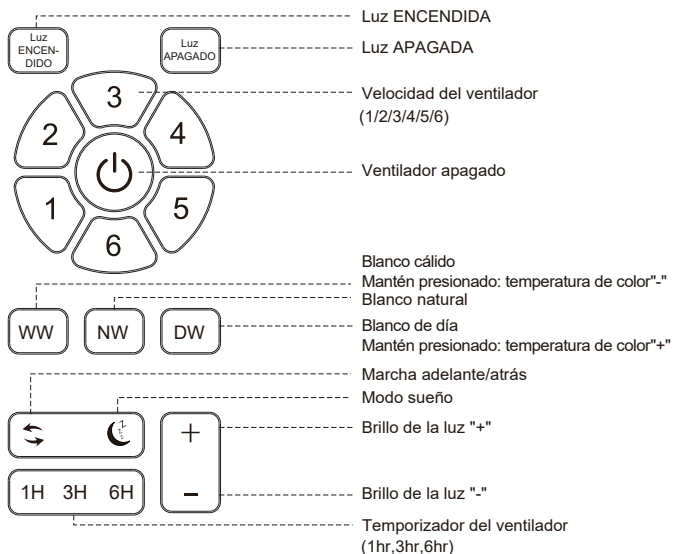 Luz
ENCEN-
DIDO
Luz
APAGADO
Luz ENCENDIDA
Luz APAGADA
3
Velocidad del ventilador
(1/2/3/4/5/6)
2
4
Ventilador apagado
1
5
6
Blanco cálido
Mantén presionado: temperatura de color"-"
Blanco natural
WW
NW
DW
Blanco de día
Mantén presionado: temperatura de color"+"
Marcha adelante/atrás
Modo sueño
z
z
z
+
Brillo de la luz "+"
1H 3H 6H
–
Brillo de la luz "-"
Temporizador del ventilador
(1hr,3hr,6hr)